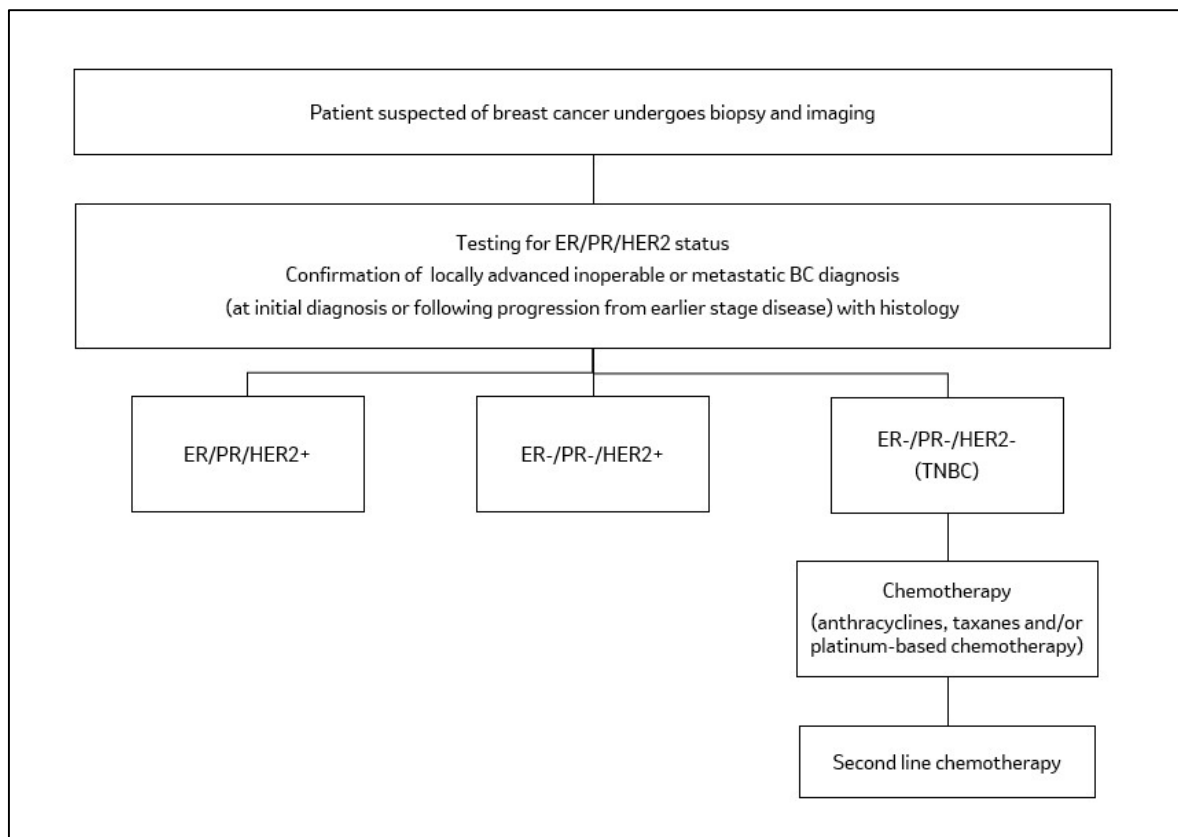 Patient suspected of breast cancer undergoes biopsy and imaging
Testing for ER/PR/HER2 status
Confirmation of locally advanced inoperable or metastatic BC diagnosis
(at initial diagnosis or following progression from earlier stage disease) with histology
ER/PR/HER2+
ER-/PR-/HER2+
ER-/PR-/HER2-
(TNBC)
Chemotherapy
(anthracyclines, taxanes and/or
platinum-based chemotherapy)
Second line chemotherapy